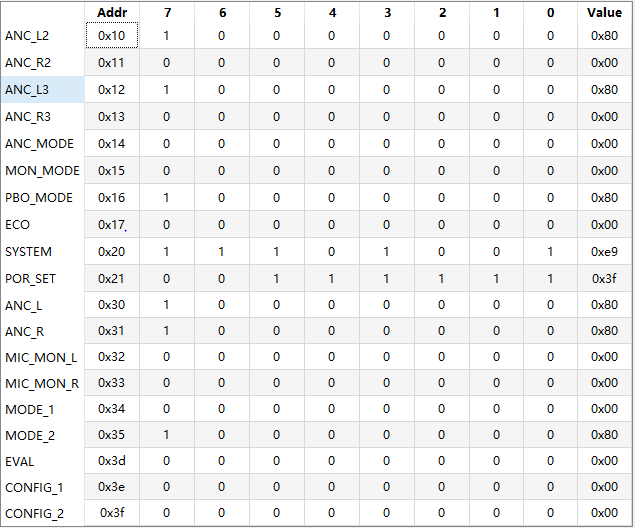 Addr 7 6 5 4 3 2 1 0 Value
ANC_L2 0x10 1 0 0 0 0 0 0 0 0x80
ANC_R2 0x11 0 0 0 0 0 0 0 0 0x00
ANC_L3 0x12 1 0 0 0 0 0 0 0 0x80
ANC_R3 0x13 0 0 0 0 0 0 0 0 0x00
ANC_MODE 0x14 0 0 0 0 0 0 0 0 0x00
MON_MODE 0x15 0 0 0 0 0 0 0 0 0x00
PBO_MODE 0x16 1 0 0 0 0 0 0 0 0x80
ECO 0x17 0 0 0 0 0 0 0 0 0x00
SYSTEM 0x20 1 1 1 0 1 0 0 1 0xe9
POR_SET 0x21 0 0 1 1 1 1 1 1 0x3f
ANC_L 0x30 1 0 0 0 0 0 0 0 0x80
ANC_R 0x31 1 0 0 0 0 0 0 0 0x80
MIC_MON_L 0x32 0 0 0 0 0 0 0 0 0x00
MIC_MON_R 0x33 0 0 0 0 0 0 0 0 0x00
MODE_1 0x34 0 0 0 0 0 0 0 0 0x00
MODE_2 0x35 1 0 0 0 0 0 0 0 0x80
EVAL 0x3d 0 0 0 0 0 0 0 0 0x00
CONFIG_1 0x3e 0 0 0 0 0 0 0 0 0x00
CONFIG_2 0x3f 0 0 0 0 0 0 0 0 0x00